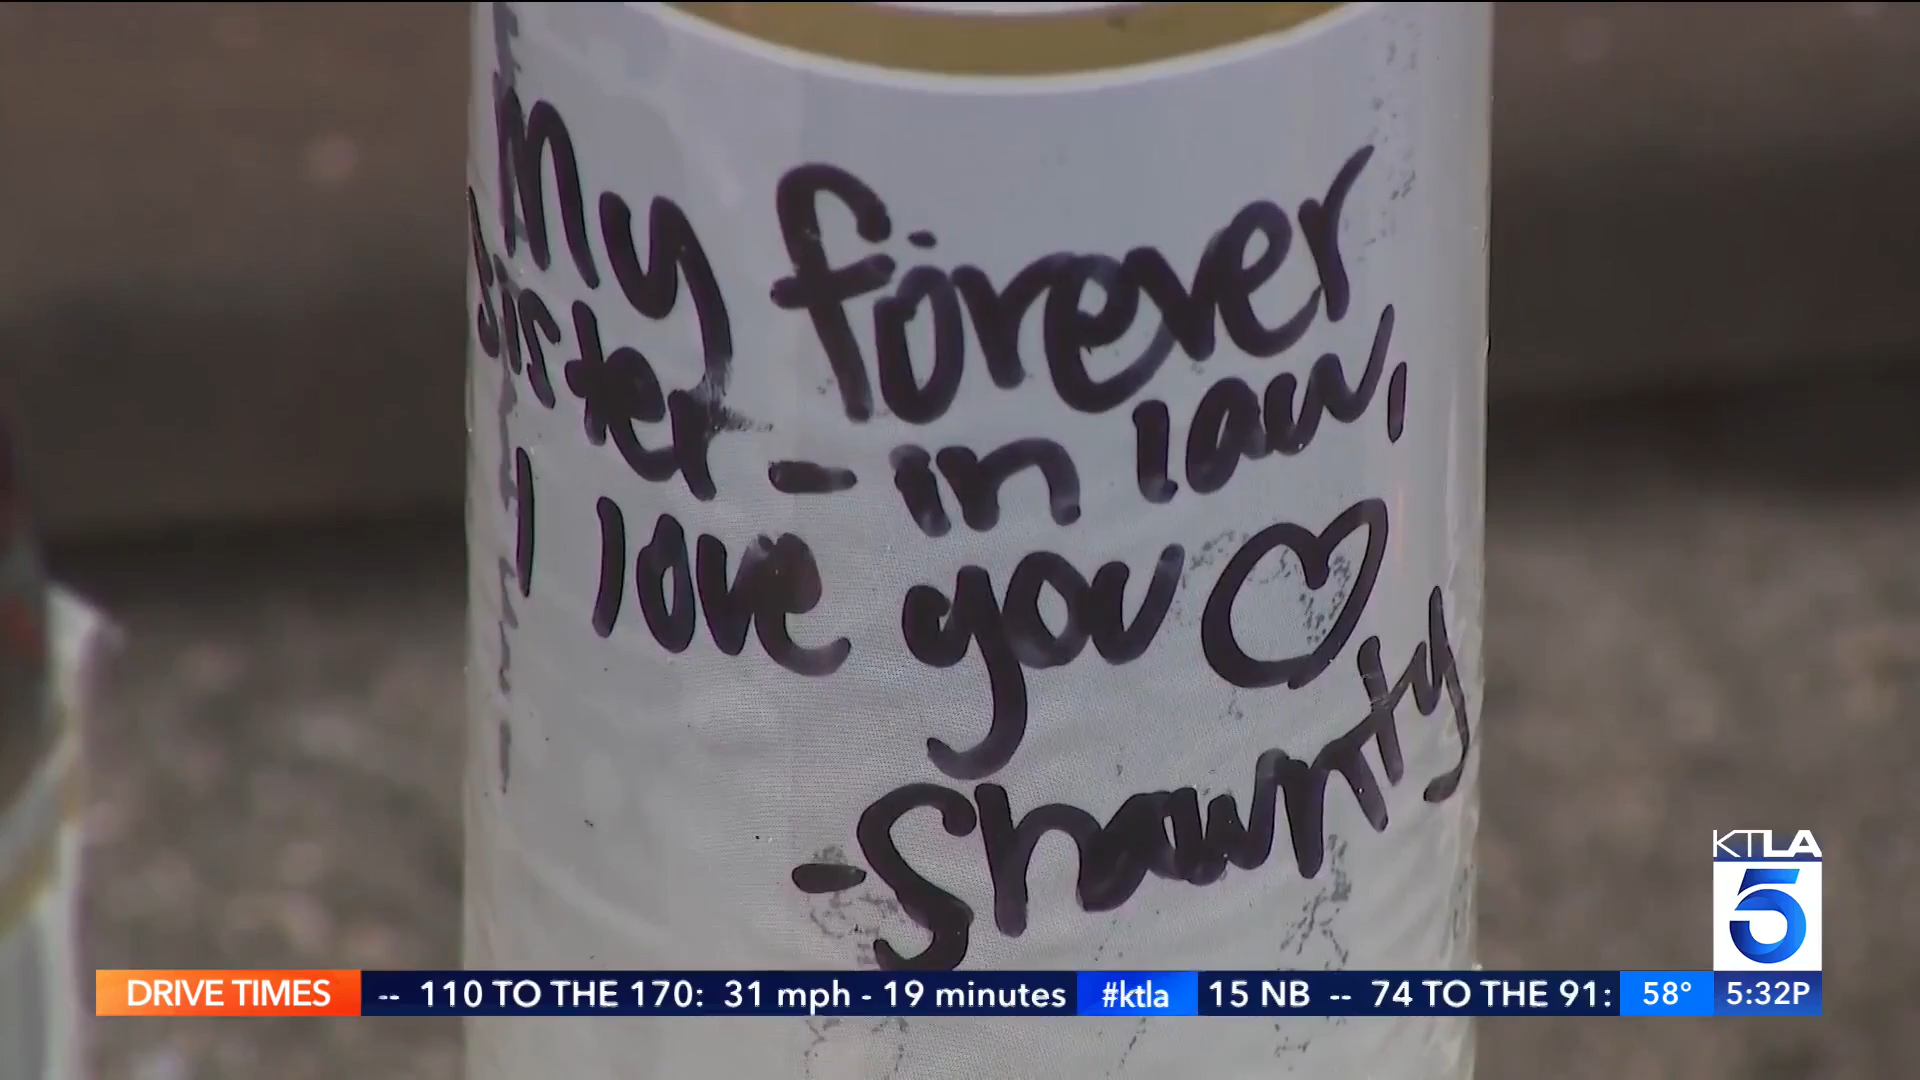 my forever
sister-in law,
I love you ♡
-Shawnty
KTLA
5
DRIVE TIMES -- 110 TO THE 170: 31 mph - 19 minutes #ktla 15 NB -- 74 TO THE 91: 58° 5:32P